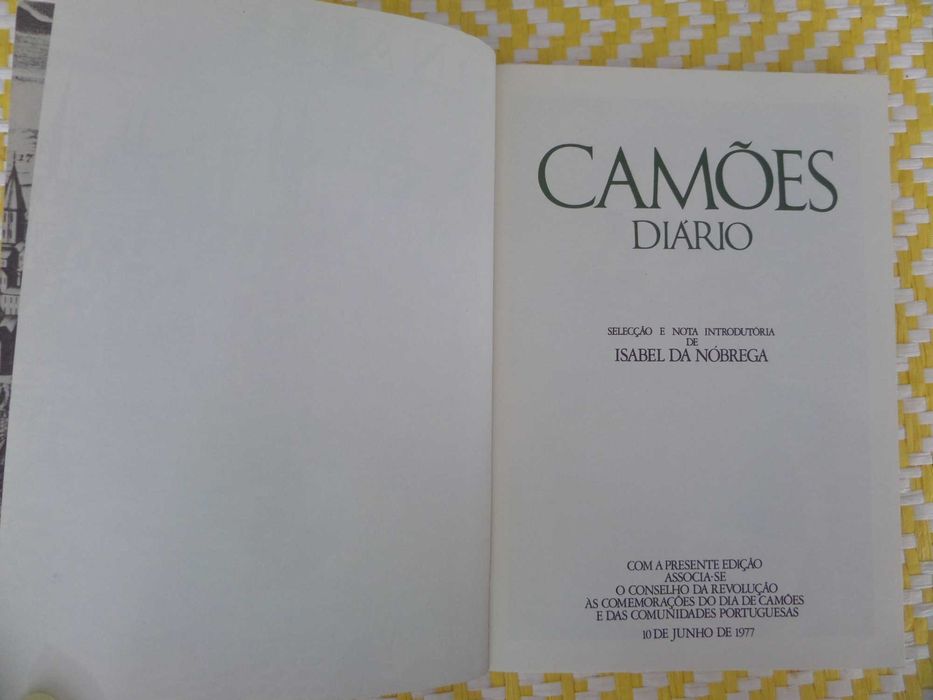 17
CAMÕES
DIÁRIO
SELECÇÃO E NOTA INTRODUTÓRIA
DE
ISABEL DA NÓBREGA
COM A PRESENTE EDIÇÃO
ASSOCIA-SE
O CONSELHO DA REVOLUÇÃO
ÀS COMEMORAÇÕES DO DIA DE CAMÕES
E DAS COMUNIDADES PORTUGUESAS
10 DE JUNHO DE 1977